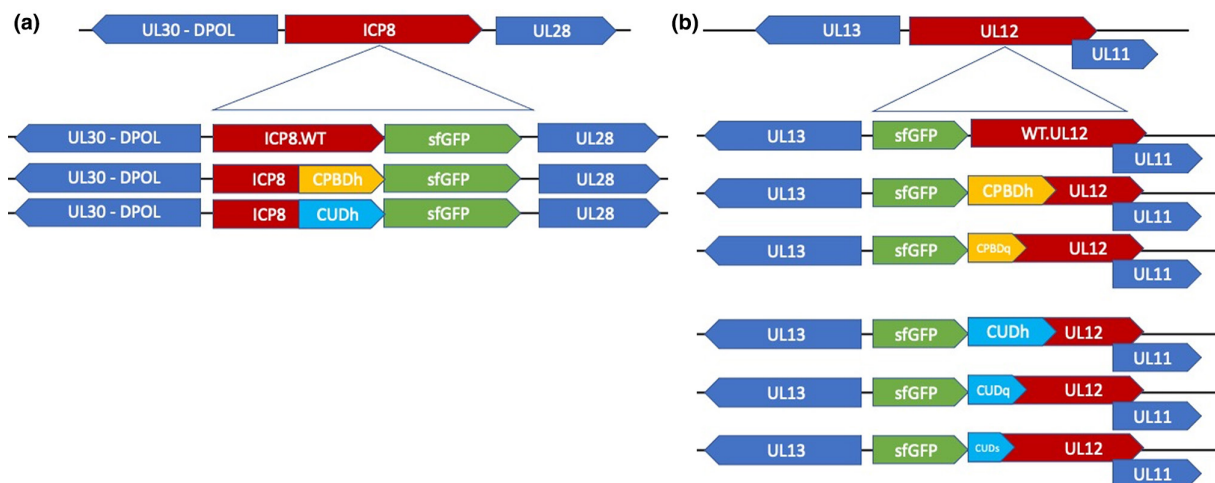 (a)
UL30 - DPOL ICP8 UL28
UL30 - DPOL ICP8.WT sfGFP UL28
UL30 - DPOL ICP8 CPBDh sfGFP UL28
UL30 - DPOL ICP8 CUDh sfGFP UL28
(b)
UL13 UL12
UL11
UL13 sfGFP WT.UL12
UL11
UL13 sfGFP CPBDh UL12
UL11
UL13 sfGFP CPBDq UL12
UL11
UL13 sfGFP CUDh UL12
UL11
UL13 sfGFP CUDq UL12
UL11
UL13 sfGFP CUDs UL12
UL11